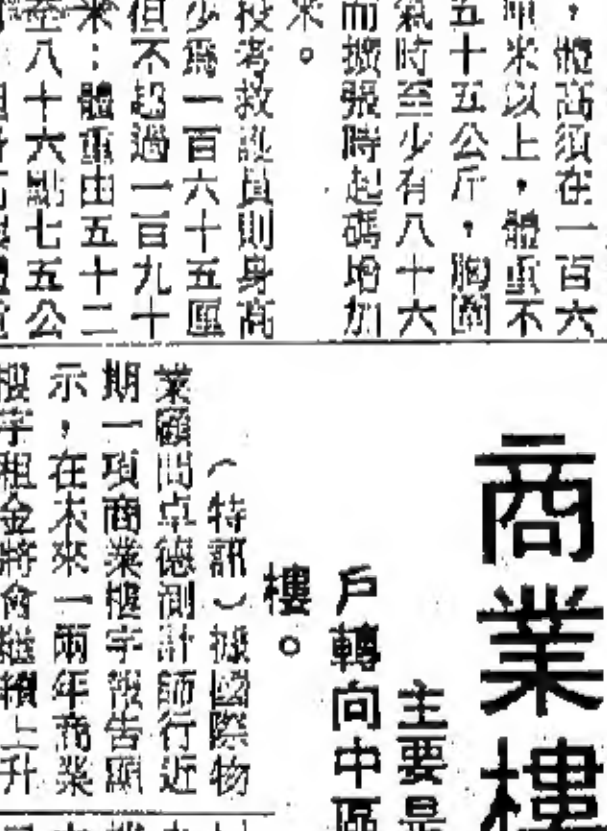 ，體高須在一百六
米以上，體重不
五十五公斤，胸圍
氣時至少有八十六
而擴張時起碼增加
米。
投考救護員則身高
少爲一百六十五厘
但不超過一百九十
米；體重由五十二
至八十六點七五公
商業樓
主要是
戶轉向中區
樓。
（特訊）據國際物
業顧問卓德測計師行近
期一項商業樓宇報告顯
示，在未來一兩年商業
樓宇租金將會繼續上升